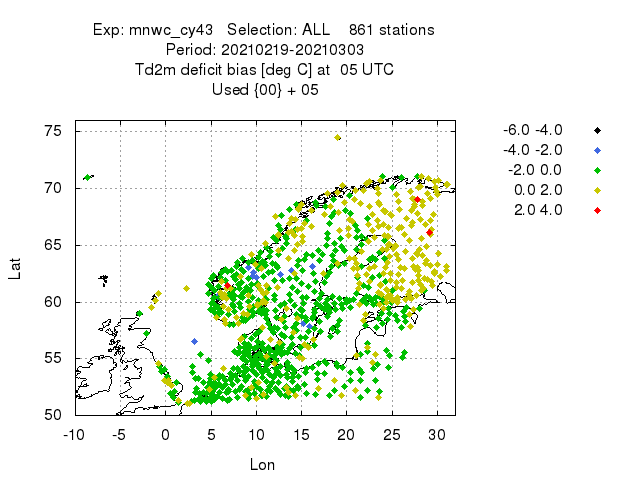 Exp: mnwc_cy43 Selection: ALL 861 stations
Period: 20210219-20210303
Td2m deficit bias [deg C] at 05 UTC
Used {00} + 05
-6.0 -4.0
-4.0 -2.0
-2.0 0.0
0.0 2.0
2.0 4.0
75
70
65
60
55
50
Lat
-10 -5 0 5 10 15 20 25 30
Lon